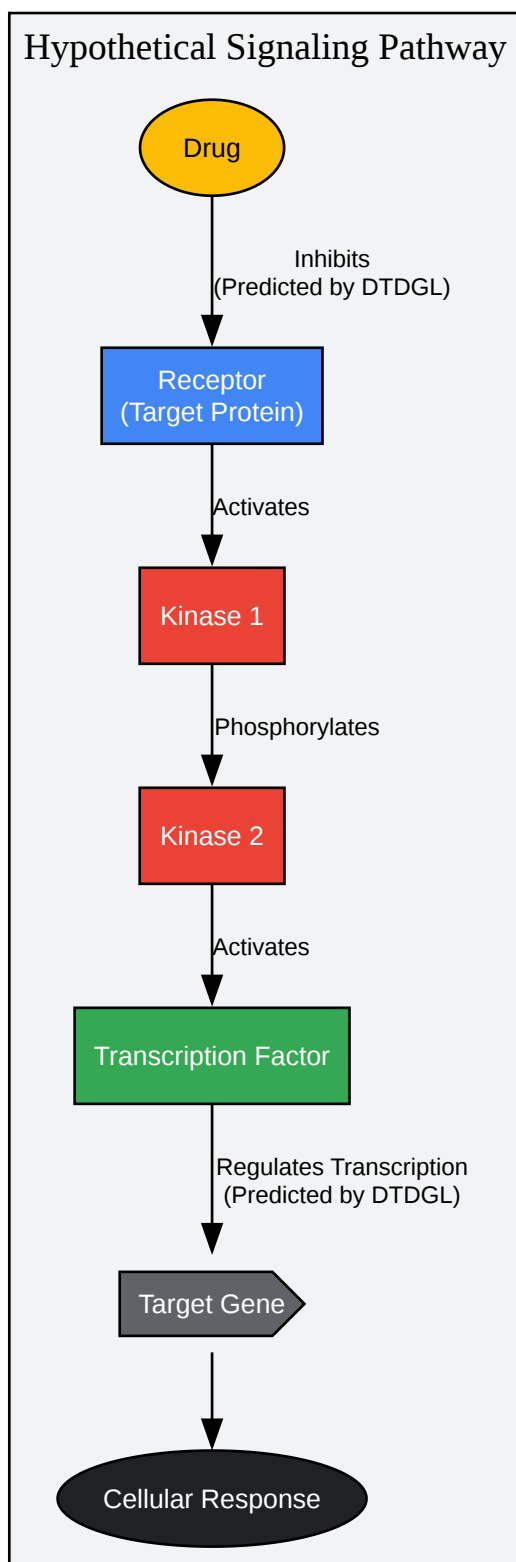 Hypothetical Signaling Pathway
Drug
Inhibits
(Predicted by DTDGL)
Receptor
(Target Protein)
Activates
Kinase 1
Phosphorylates
Kinase 2
Activates
Transcription Factor
Regulates Transcription
(Predicted by DTDGL)
Target Gene
Cellular Response